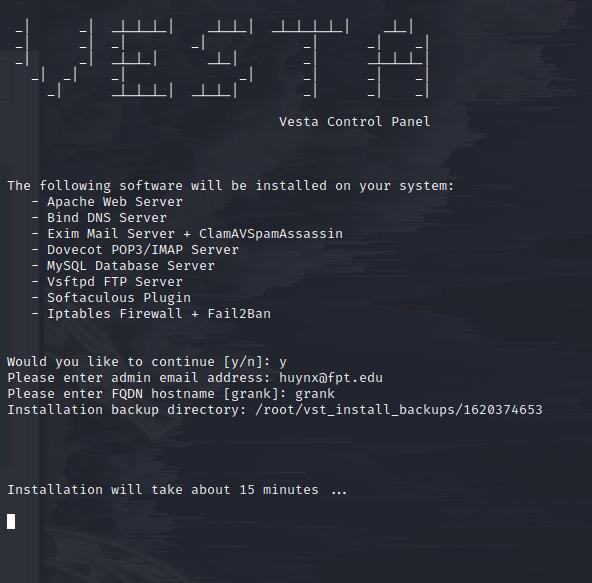 VESTA
Vesta Control Panel
The following software will be installed on your system:
- Apache Web Server
- Bind DNS Server
- Exim Mail Server + ClamAVSpamAssassin
- Dovecot POP3/IMAP Server
- MySQL Database Server
- Vsftpd FTP Server
- Softaculous Plugin
- Iptables Firewall + Fail2Ban
Would you like to continue [y/n]: y
Please enter admin email address: huynx@fpt.edu
Please enter FQDN hostname [grank]: grank
Installation backup directory: /root/vst_install_backups/1620374653
Installation will take about 15 minutes ...